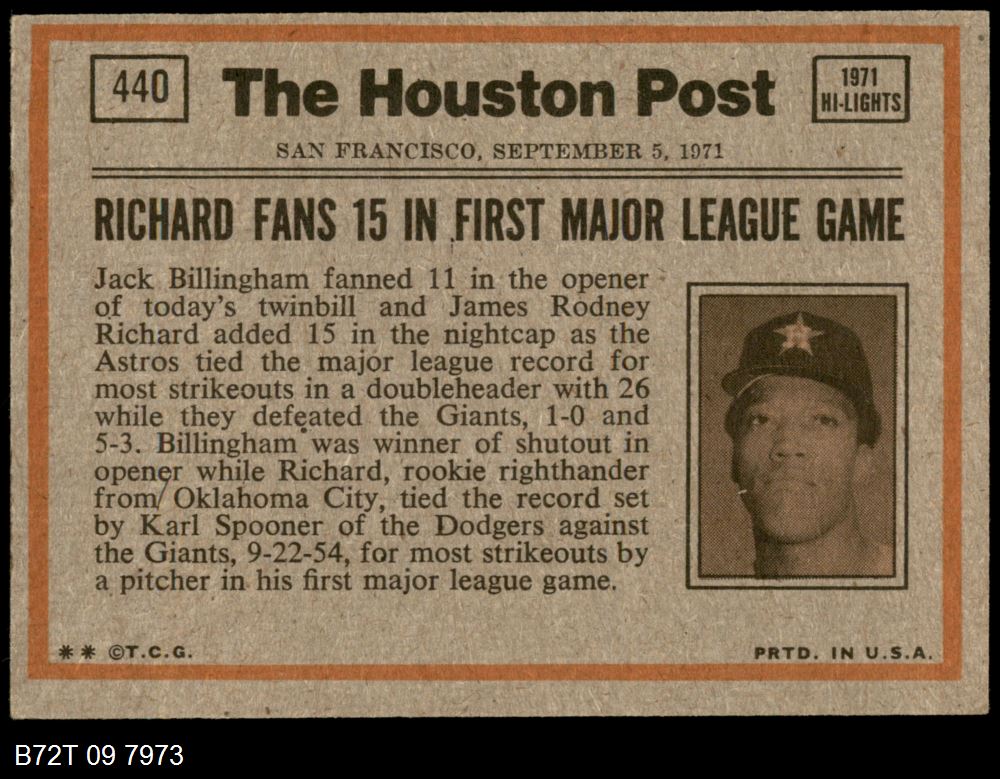 440
The Houston Post
1971
HI-LIGHTS
SAN FRANCISCO, SEPTEMBER 5, 1971
RICHARD FANS 15 IN FIRST MAJOR LEAGUE GAME
Jack Billingham fanned 11 in the opener
of today's twinbill and James Rodney
Richard added 15 in the nightcap as the
Astros tied the major league record for
most strikeouts in a doubleheader with 26
while they defeated the Giants, 1-0 and
5-3. Billingham was winner of shutout in
opener while Richard, rookie righthander
from Oklahoma City, tied the record set
by Karl Spooner of the Dodgers against
the Giants, 9-22-54, for most strikeouts by
a pitcher in his first major league game.
** ©T.C.G.
PRTD. IN U.S.A.
B72T 09 7973